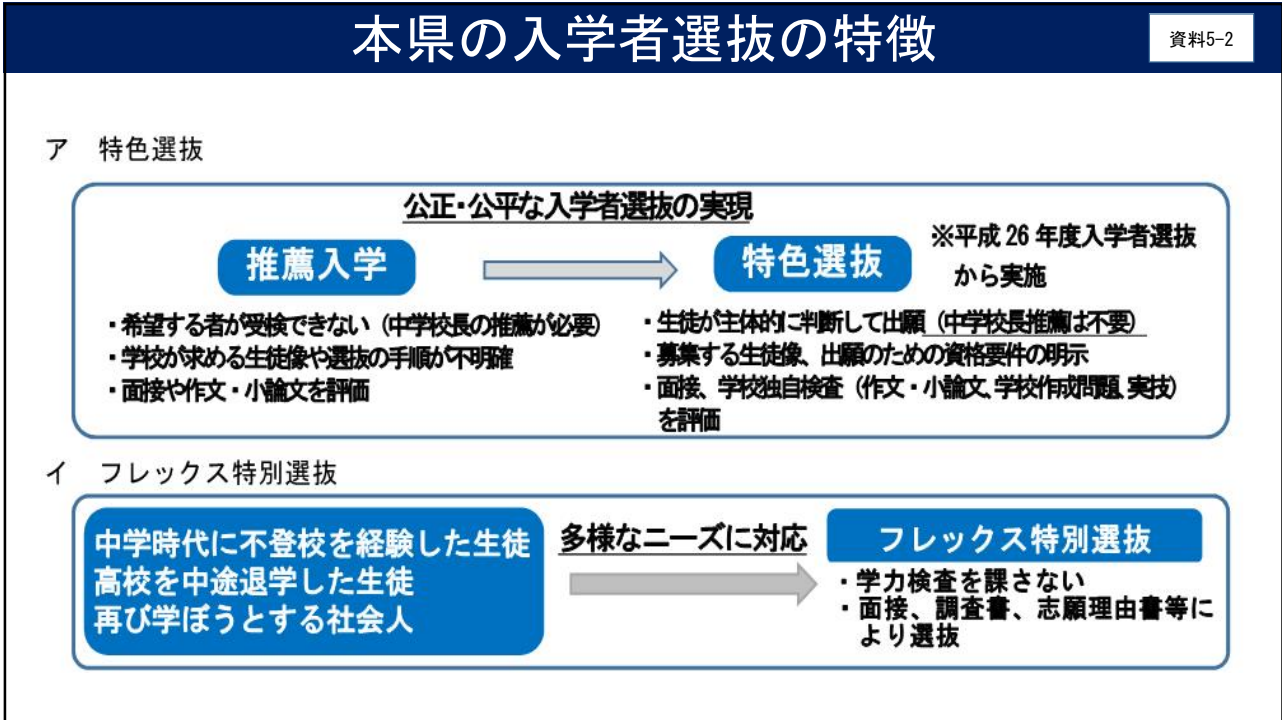 本県の入学者選抜の特徴
資料5-2
ア 特色選抜
公正・公平な入学者選抜の実現
推薦入学
特色選抜
※平成 26 年度入学者選抜
から実施
・希望する者が受検できない（中学校長の推薦が必要）
・学校が求める生徒像や選抜の手順が不明確
・面接や作文・小論文を評価
・生徒が主体的に判断して出願（中学校長推薦は不要）
・募集する生徒像、出願のための資格要件の明示
・面接、学校独自検査（作文・小論文、学校作成問題、実技）
を評価
イ フレックス特別選抜
中学時代に不登校を経験した生徒
高校を中途退学した生徒
再び学ぼうとする社会人
多様なニーズに対応
フレックス特別選抜
・学力検査を課さない
・面接、調査書、志願理由書等に
より選抜